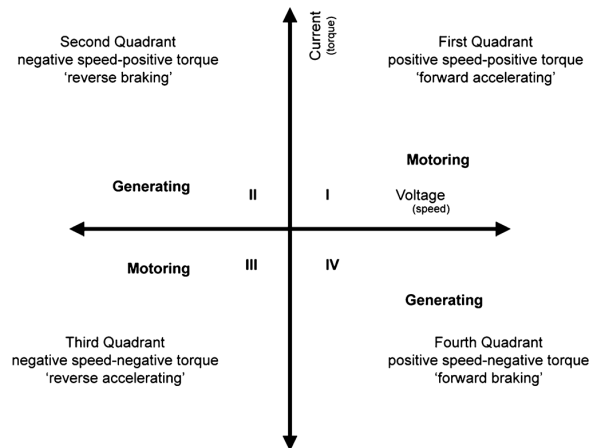 Second Quadrant
negative speed-positive torque
‘reverse braking’
Current
(torque)
First Quadrant
positive speed-positive torque
‘forward accelerating’
Motoring
Generating
II
I
Voltage
(speed)
Motoring
III
IV
Generating
Third Quadrant
negative speed-negative torque
‘reverse accelerating’
Fourth Quadrant
positive speed-negative torque
‘forward braking’